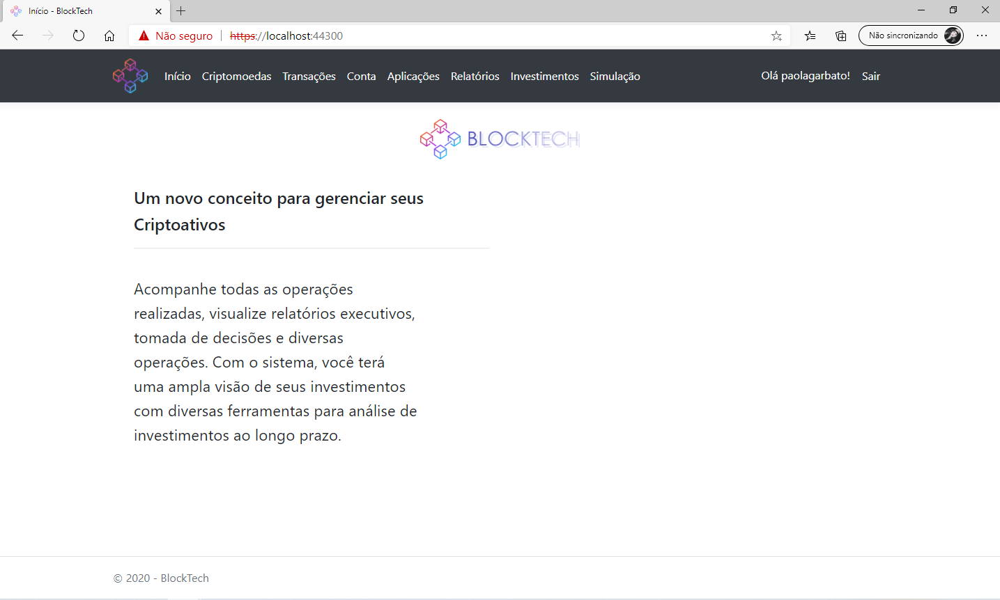 Início - BlockTech
Não seguro https://localhost:44300 Não sincronizando
Início Criptomoedas Transações Conta Aplicações Relatórios Investimentos Simulação Olá paolagarbato! Sair
BLOCKTECH
Um novo conceito para gerenciar seus
Criptoativos
Acompanhe todas as operações
realizadas, visualize relatórios executivos,
tomada de decisões e diversas
operações. Com o sistema, você terá
uma ampla visão de seus investimentos
com diversas ferramentas para análise de
investimentos ao longo prazo.
© 2020 - BlockTech